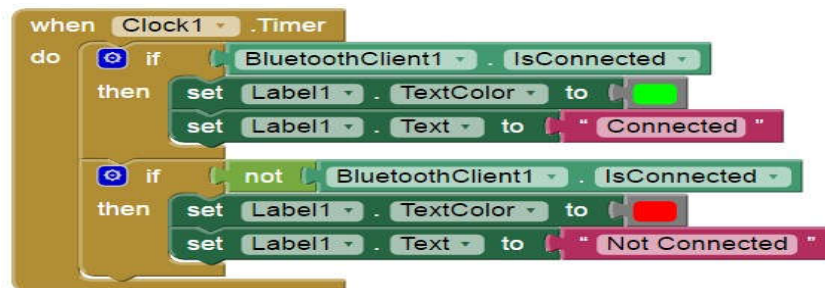 when Clock1 .Timer
do if BluetoothClient1 . IsConnected
then set Label1 . TextColor to
set Label1 . Text to " Connected "
if not BluetoothClient1 . IsConnected
then set Label1 . TextColor to
set Label1 . Text to " Not Connected "